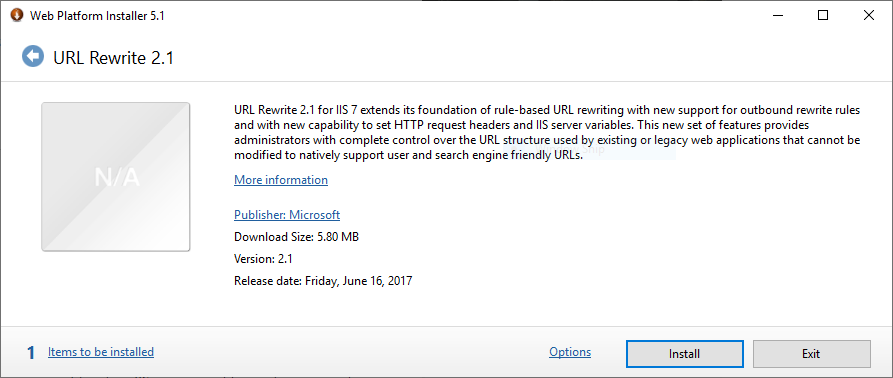 Web Platform Installer 5.1
URL Rewrite 2.1
N/A
URL Rewrite 2.1 for IIS 7 extends its foundation of rule-based URL rewriting with new support for outbound rewrite rules
and with new capability to set HTTP request headers and IIS server variables. This new set of features provides
administrators with complete control over the URL structure used by existing or legacy web applications that cannot be
modified to natively support user and search engine friendly URLs.
More information
Publisher: Microsoft
Download Size: 5.80 MB
Version: 2.1
Release date: Friday, June 16, 2017
1 Items to be installed Options Install Exit